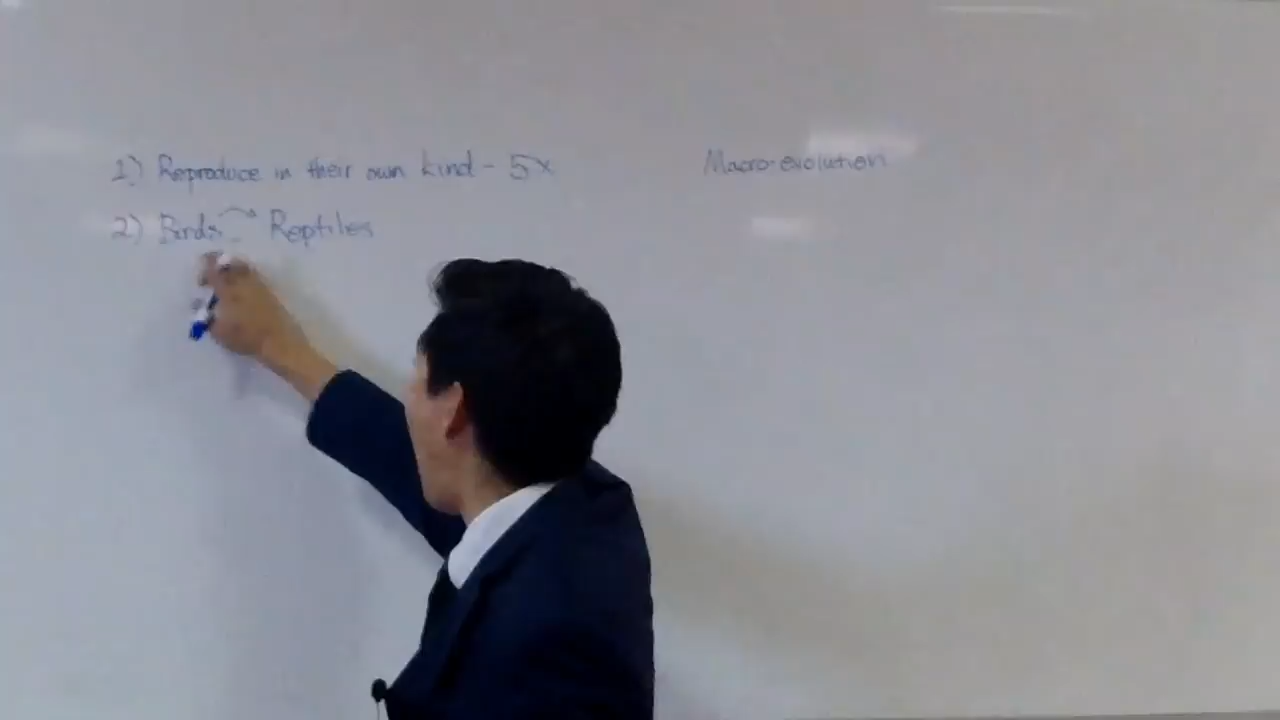 1) Reproduce in their own kind - 5x
Macro-evolution
2) Birds → Reptiles